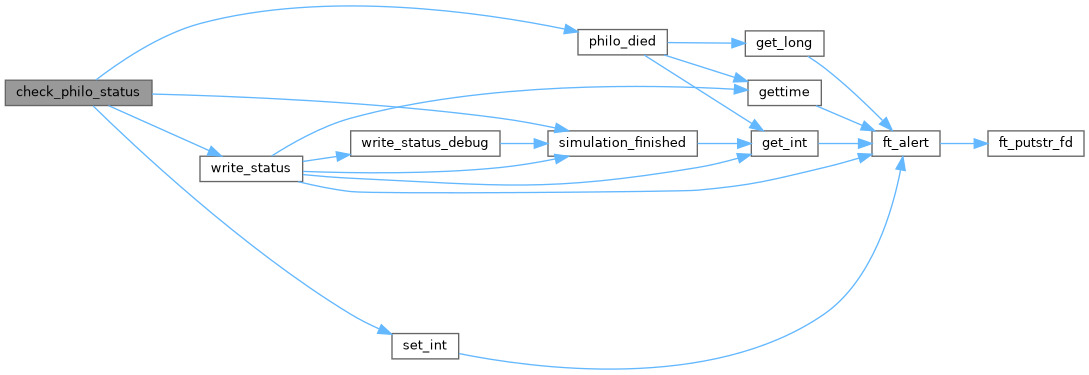 check_philo_status
philo_died
get_long
gettime
write_status_debug
simulation_finished
get_int
ft_alert
ft_putstr_fd
write_status
set_int